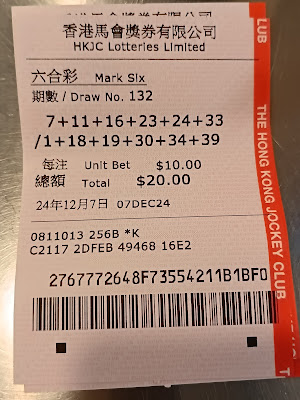 香港馬會獎券有限公司
HKJC Lotteries Limited
六合彩 Mark Six
期數 / Draw No. 132
7+11+16+23+24+33
/1+18+19+30+34+39
每注 Unit Bet $10.00
總額 Total $20.00
24年12月7日 07DEC24
0811013 256B *K
C2117 2DFEB 49468 16E2
2767772648F73554211B1BF0
LUB
THE HONG KONG JOCKEY CLUB